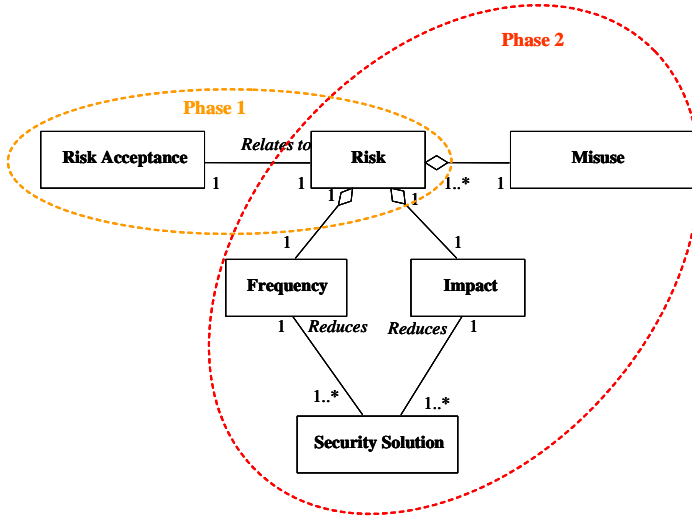 Phase 2
Phase 1
Relates to
Risk Acceptance
Risk
Misuse
1
1
1..*
1
1
1
1
1
Frequency
Impact
1
Reduces
Reduces
1
1..*
1..*
Security Solution